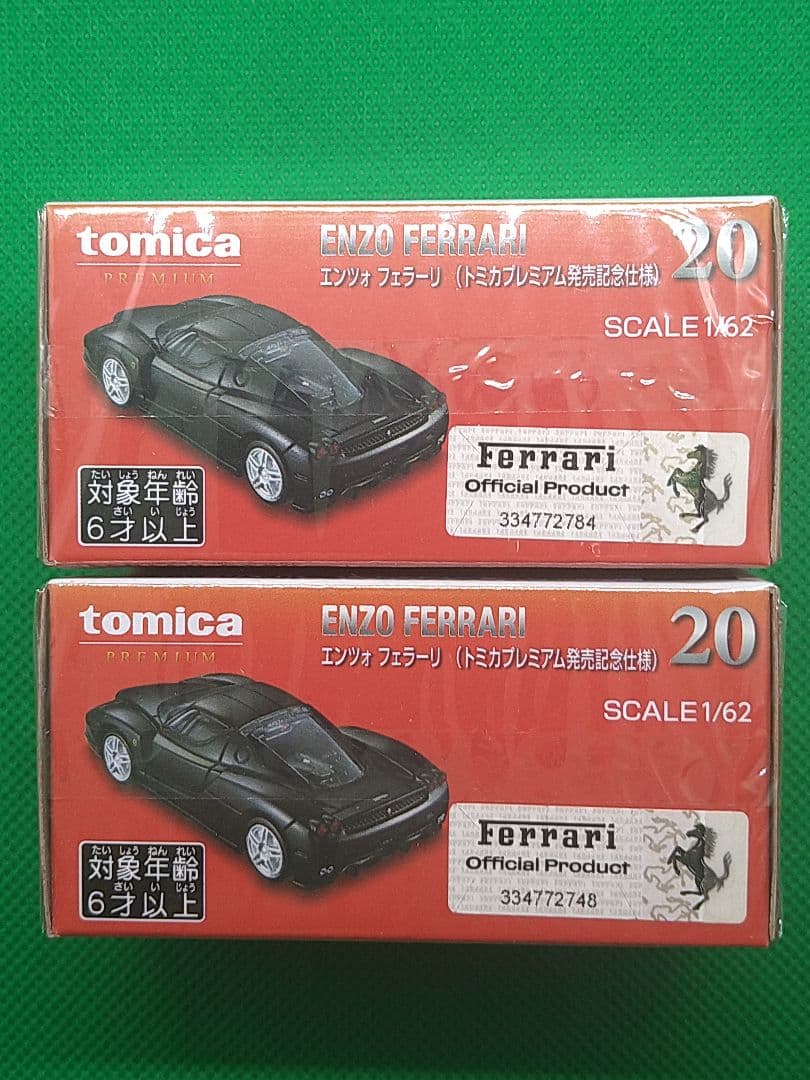 tomica
PREMIUM
ENZO FERRARI
エンツォ フェラーリ (トミカプレミアム発売記念仕様)
20
SCALE1/62
たい しょう ねん れい
対象年齢
さい い じょう
6才以上
Ferrari
Official Product
334772784
tomica
PREMIUM
ENZO FERRARI
エンツォ フェラーリ (トミカプレミアム発売記念仕様)
20
SCALE1/62
たい しょう ねん れい
対象年齢
さい い じょう
6才以上
Ferrari
Official Product
334772748